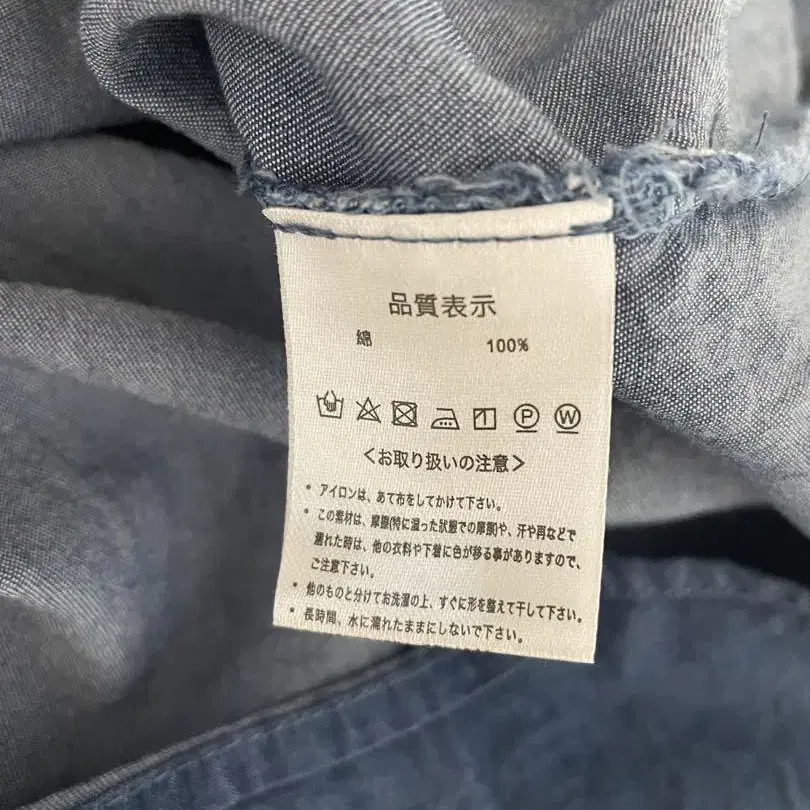 品質表示
綿 100%
P W
<お取り扱いの注意>
• アイロンは、あて布をしてかけて下さい。
• この素材は、摩擦(特に湿った状態での摩擦)や、汗や再などで
濡れた時は、他の衣料や下着に色が移る事がありますので、
ご注意下さい。
• 他のものと分けてお洗濯の上、すぐに形を整えて干して下さい。
• 長時間、水に濡れたままにしないで下さい。